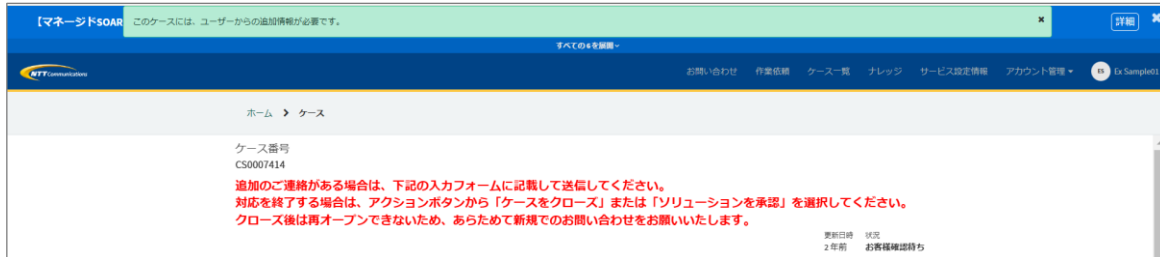 【マネージドSOAR
このケースには、ユーザーからの追加情報が必要です。
×
詳細
×
すべての6を展開
NTT Communications
お問い合わせ 作業依頼 ケース一覧 ナレッジ サービス設定情報 アカウント管理 ES Ex Sample01
ホーム > ケース
ケース番号
CS0007414
追加のご連絡がある場合は、下記の入力フォームに記載して送信してください。
対応を終了する場合は、アクションボタンから「ケースをクローズ」または「ソリューションを承認」を選択してください。
クローズ後は再オープンできないため、あらためて新規でのお問い合わせをお願いいたします。
更新日時 状況
2年前 お客様確認待ち